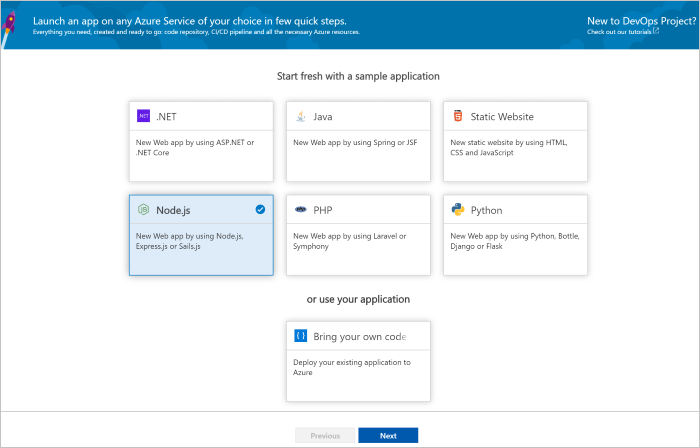 Launch an app on any Azure Service of your choice in few quick steps.
Everything you need, created and ready to go: code repository, CI/CD pipeline and all the necessary Azure resources.
New to DevOps Project?
Check out our tutorials
Start fresh with a sample application
.NET
New Web app by using ASP.NET or
.NET Core
Java
New Web app by using Spring or JSF
Static Website
New static website by using HTML,
CSS and JavaScript
Node.js
New Web app by using Node.js,
Express.js or Sails.js
PHP
New Web app by using Laravel or
Symphony
Python
New Web app by using Python, Bottle,
Django or Flask
or use your application
Bring your own code
Deploy your existing application to
Azure
Previous
Next